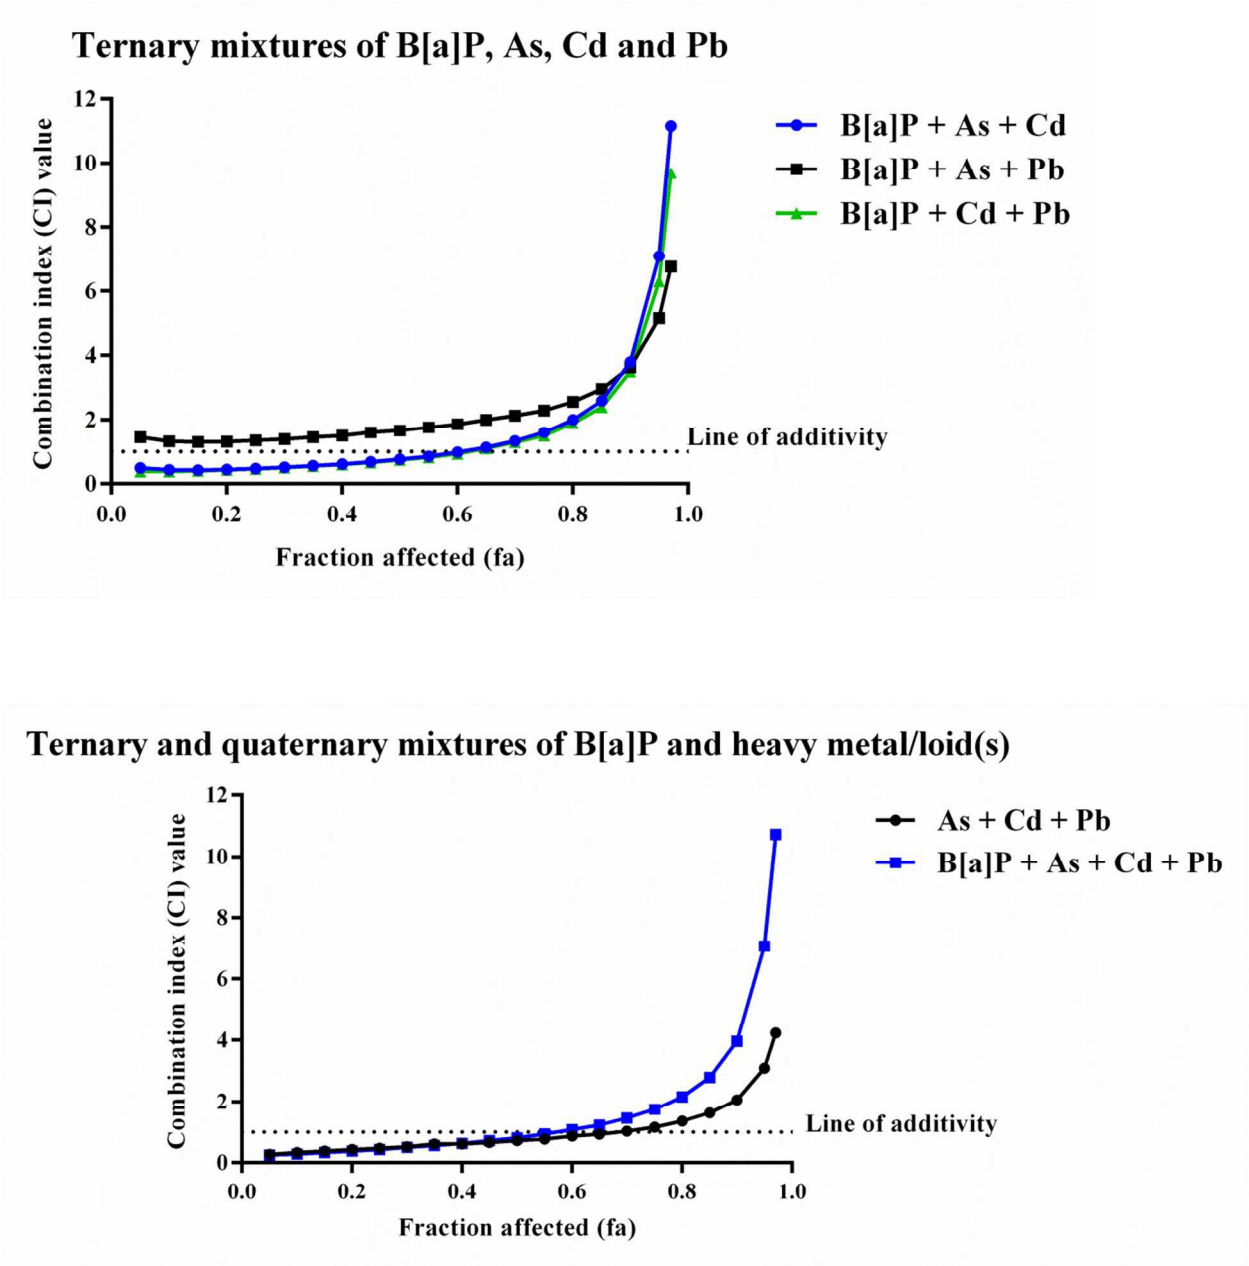 Ternary mixtures of B[a]P, As, Cd and Pb
Combination index (CI) value
12
10
8
6
4
2
0
B[a]P + As + Cd
B[a]P + As + Pb
B[a]P + Cd + Pb
Line of additivity
0.0 0.2 0.4 0.6 0.8 1.0
Fraction affected (fa)
Ternary and quaternary mixtures of B[a]P and heavy metal/loid(s)
Combination index (CI) value
12
10
8
6
4
2
0
As + Cd + Pb
B[a]P + As + Cd + Pb
Line of additivity
0.0 0.2 0.4 0.6 0.8 1.0
Fraction affected (fa)